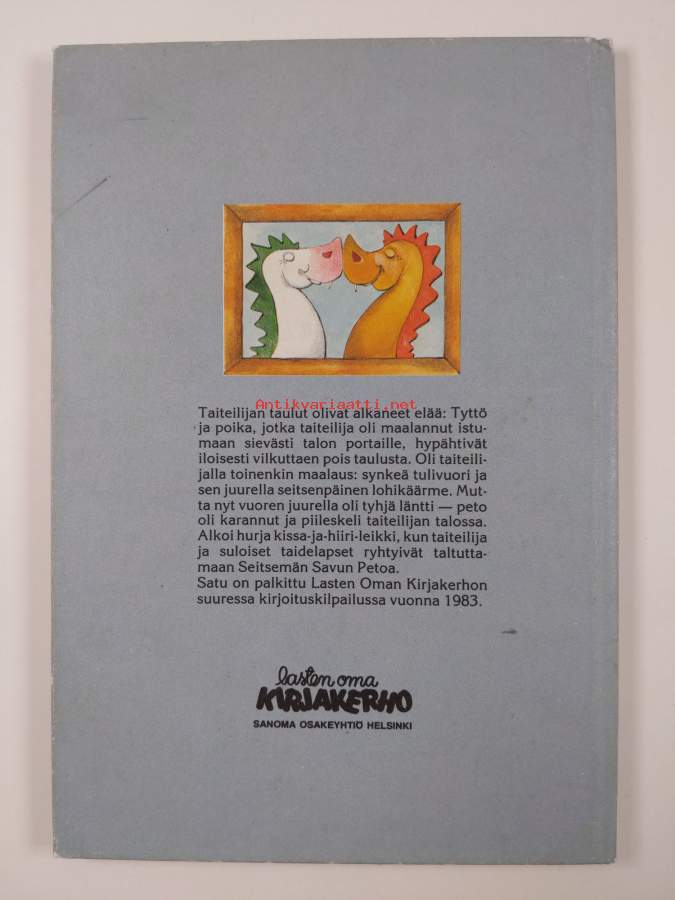 Antikvariaatti.net
Taiteilijan taulut olivat alkaneet elää: Tyttö
ja poika, jotka taiteilija oli maalannut istu-
maan sievästi talon portaille, hypähtivät
iloisesti vilkuttaen pois taulusta. Oli taiteili-
jalla toinenkin maalaus: synkeä tulivuori ja
sen juurella seitsenpäinen lohikäärme. Mut-
ta nyt vuoren juurella oli tyhjä läntti — peto
oli karannut ja piileskeli taiteilijan talossa.
Alkoi hurja kissa-ja-hiiri-leikki, kun taiteilija
ja suloiset taidelapset ryhtyivät taltutta-
maan Seitsemän Savun Petoa.
Satu on palkittu Lasten Oman Kirjakerhon
suuressa kirjoituskilpailussa vuonna 1983.
lasten oma
KIRJAKERHO
SANOMA OSAKEYHTIÖ HELSINKI